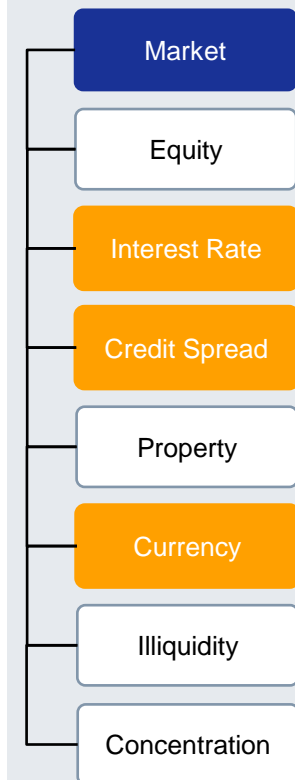 Market
Equity
Interest Rate
Credit Spread
Property
Currency
Illiquidity
Concentration